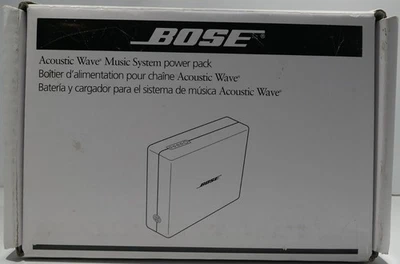 BOSE
Acoustic Wave® Music System power pack
Boîtier d'alimentation pour chaîne Acoustic Wave®
Batería y cargador para el sistema de música Acoustic Wave®
BOSE